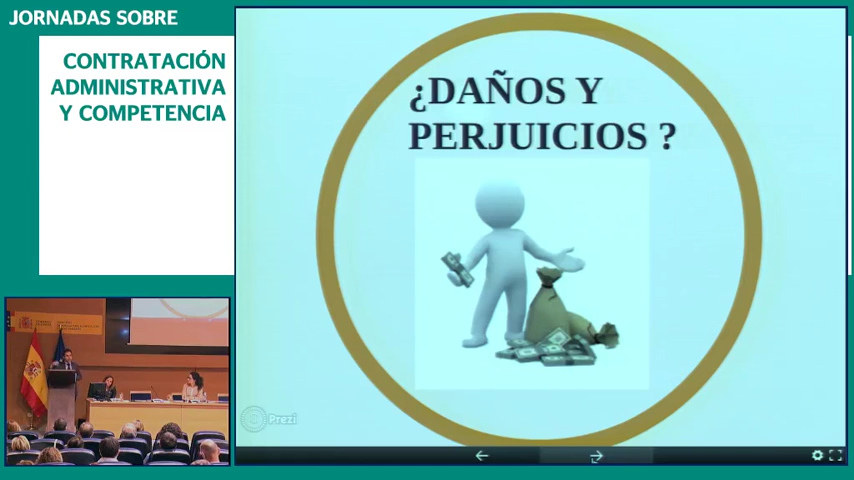 JORNADAS SOBRE
CONTRATACIÓN
ADMINISTRATIVA
Y COMPETENCIA
¿DAÑOS Y
PERJUICIOS ?
Prezi